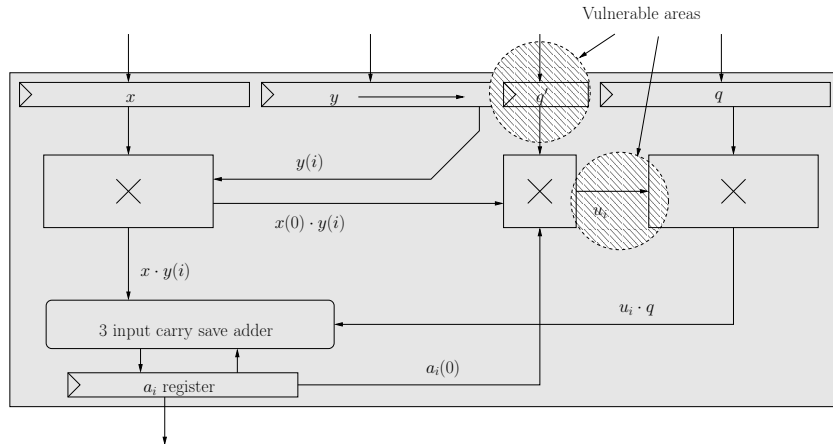 Vulnerable areas
x
y
q′
q
y(i)
x(0) · y(i)
u_i
x · y(i)
u_i · q
3 input carry save adder
a_i(0)
a_i register